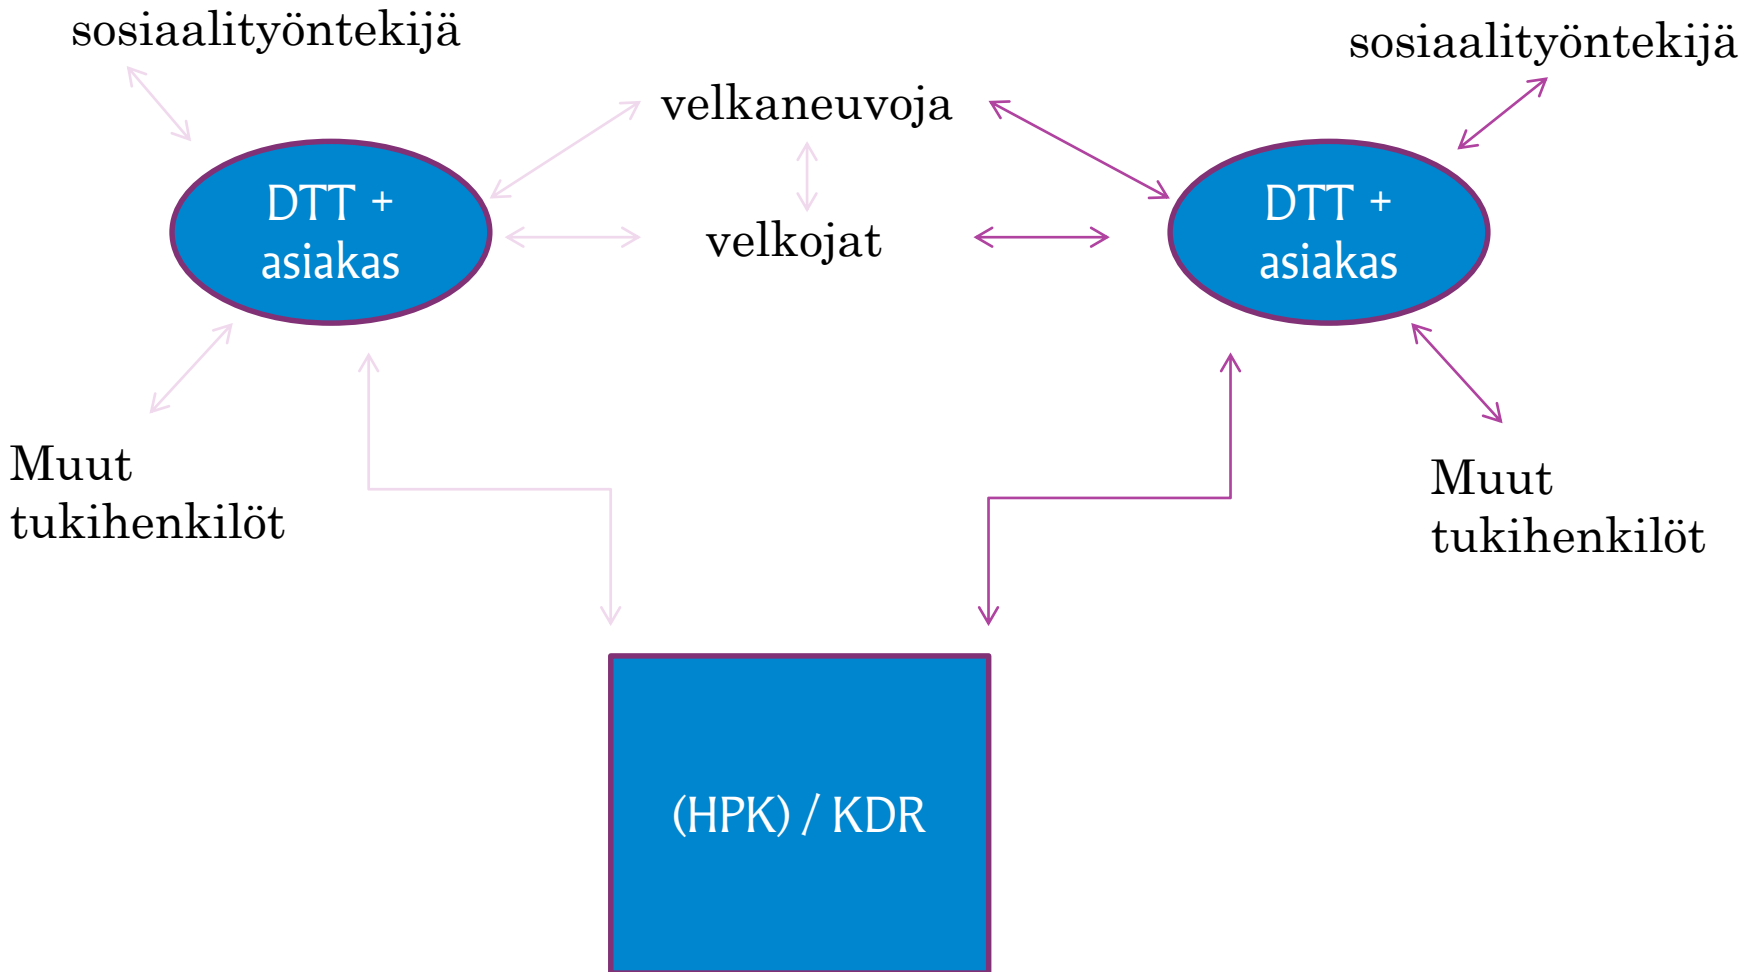 sosiaalityöntekijä
sosiaalityöntekijä
velkaneuvoja
DTT +
asiakas
velkojat
DTT +
asiakas
Muut
tukihenkilöt
Muut
tukihenkilöt
(HPK) / KDR